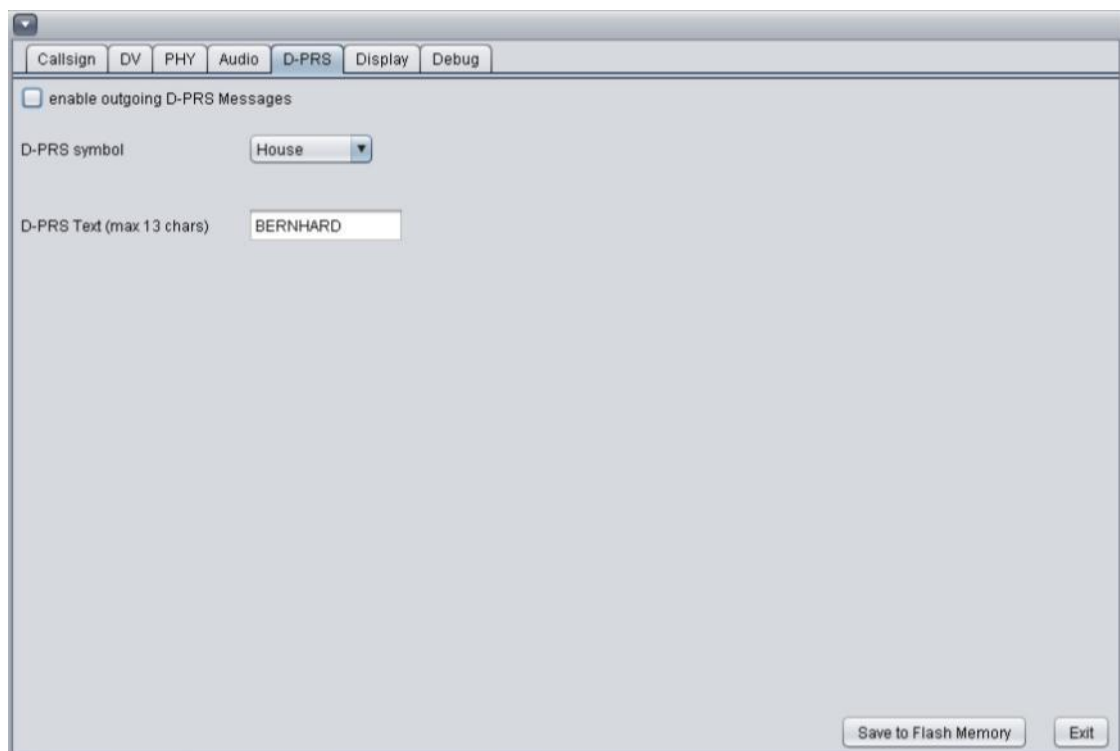 Callsign DV PHY Audio D-PRS Display Debug
enable outgoing D-PRS Messages
D-PRS symbol House
D-PRS Text (max 13 chars) BERNHARD
Save to Flash Memory Exit